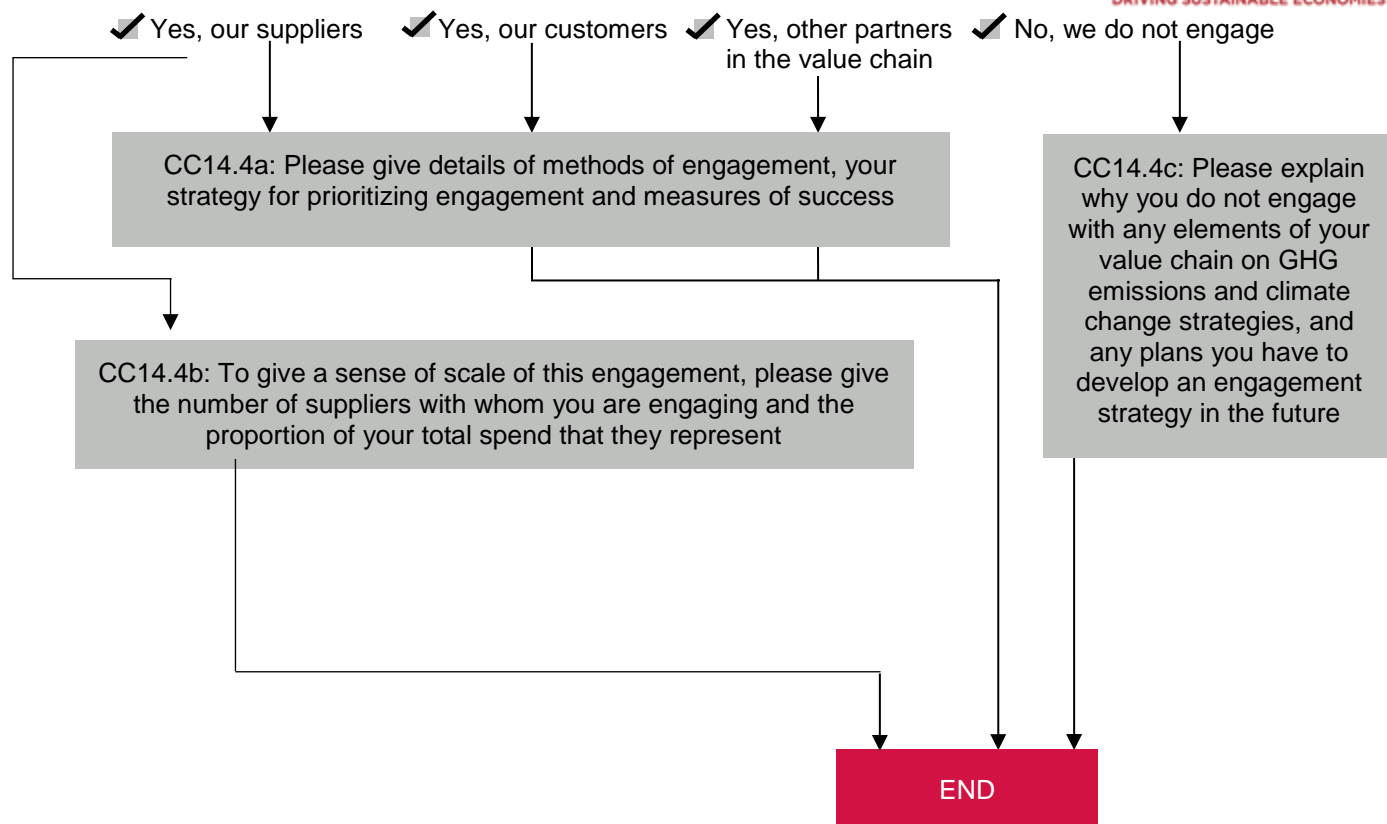 DRIVING SUSTAINABLE ECONOMIES
Yes, our suppliers
Yes, our customers
Yes, other partners
in the value chain
No, we do not engage
CC14.4a: Please give details of methods of engagement, your
strategy for prioritizing engagement and measures of success
CC14.4c: Please explain
why you do not engage
with any elements of your
value chain on GHG
emissions and climate
change strategies, and
any plans you have to
develop an engagement
strategy in the future
CC14.4b: To give a sense of scale of this engagement, please give
the number of suppliers with whom you are engaging and the
proportion of your total spend that they represent
END